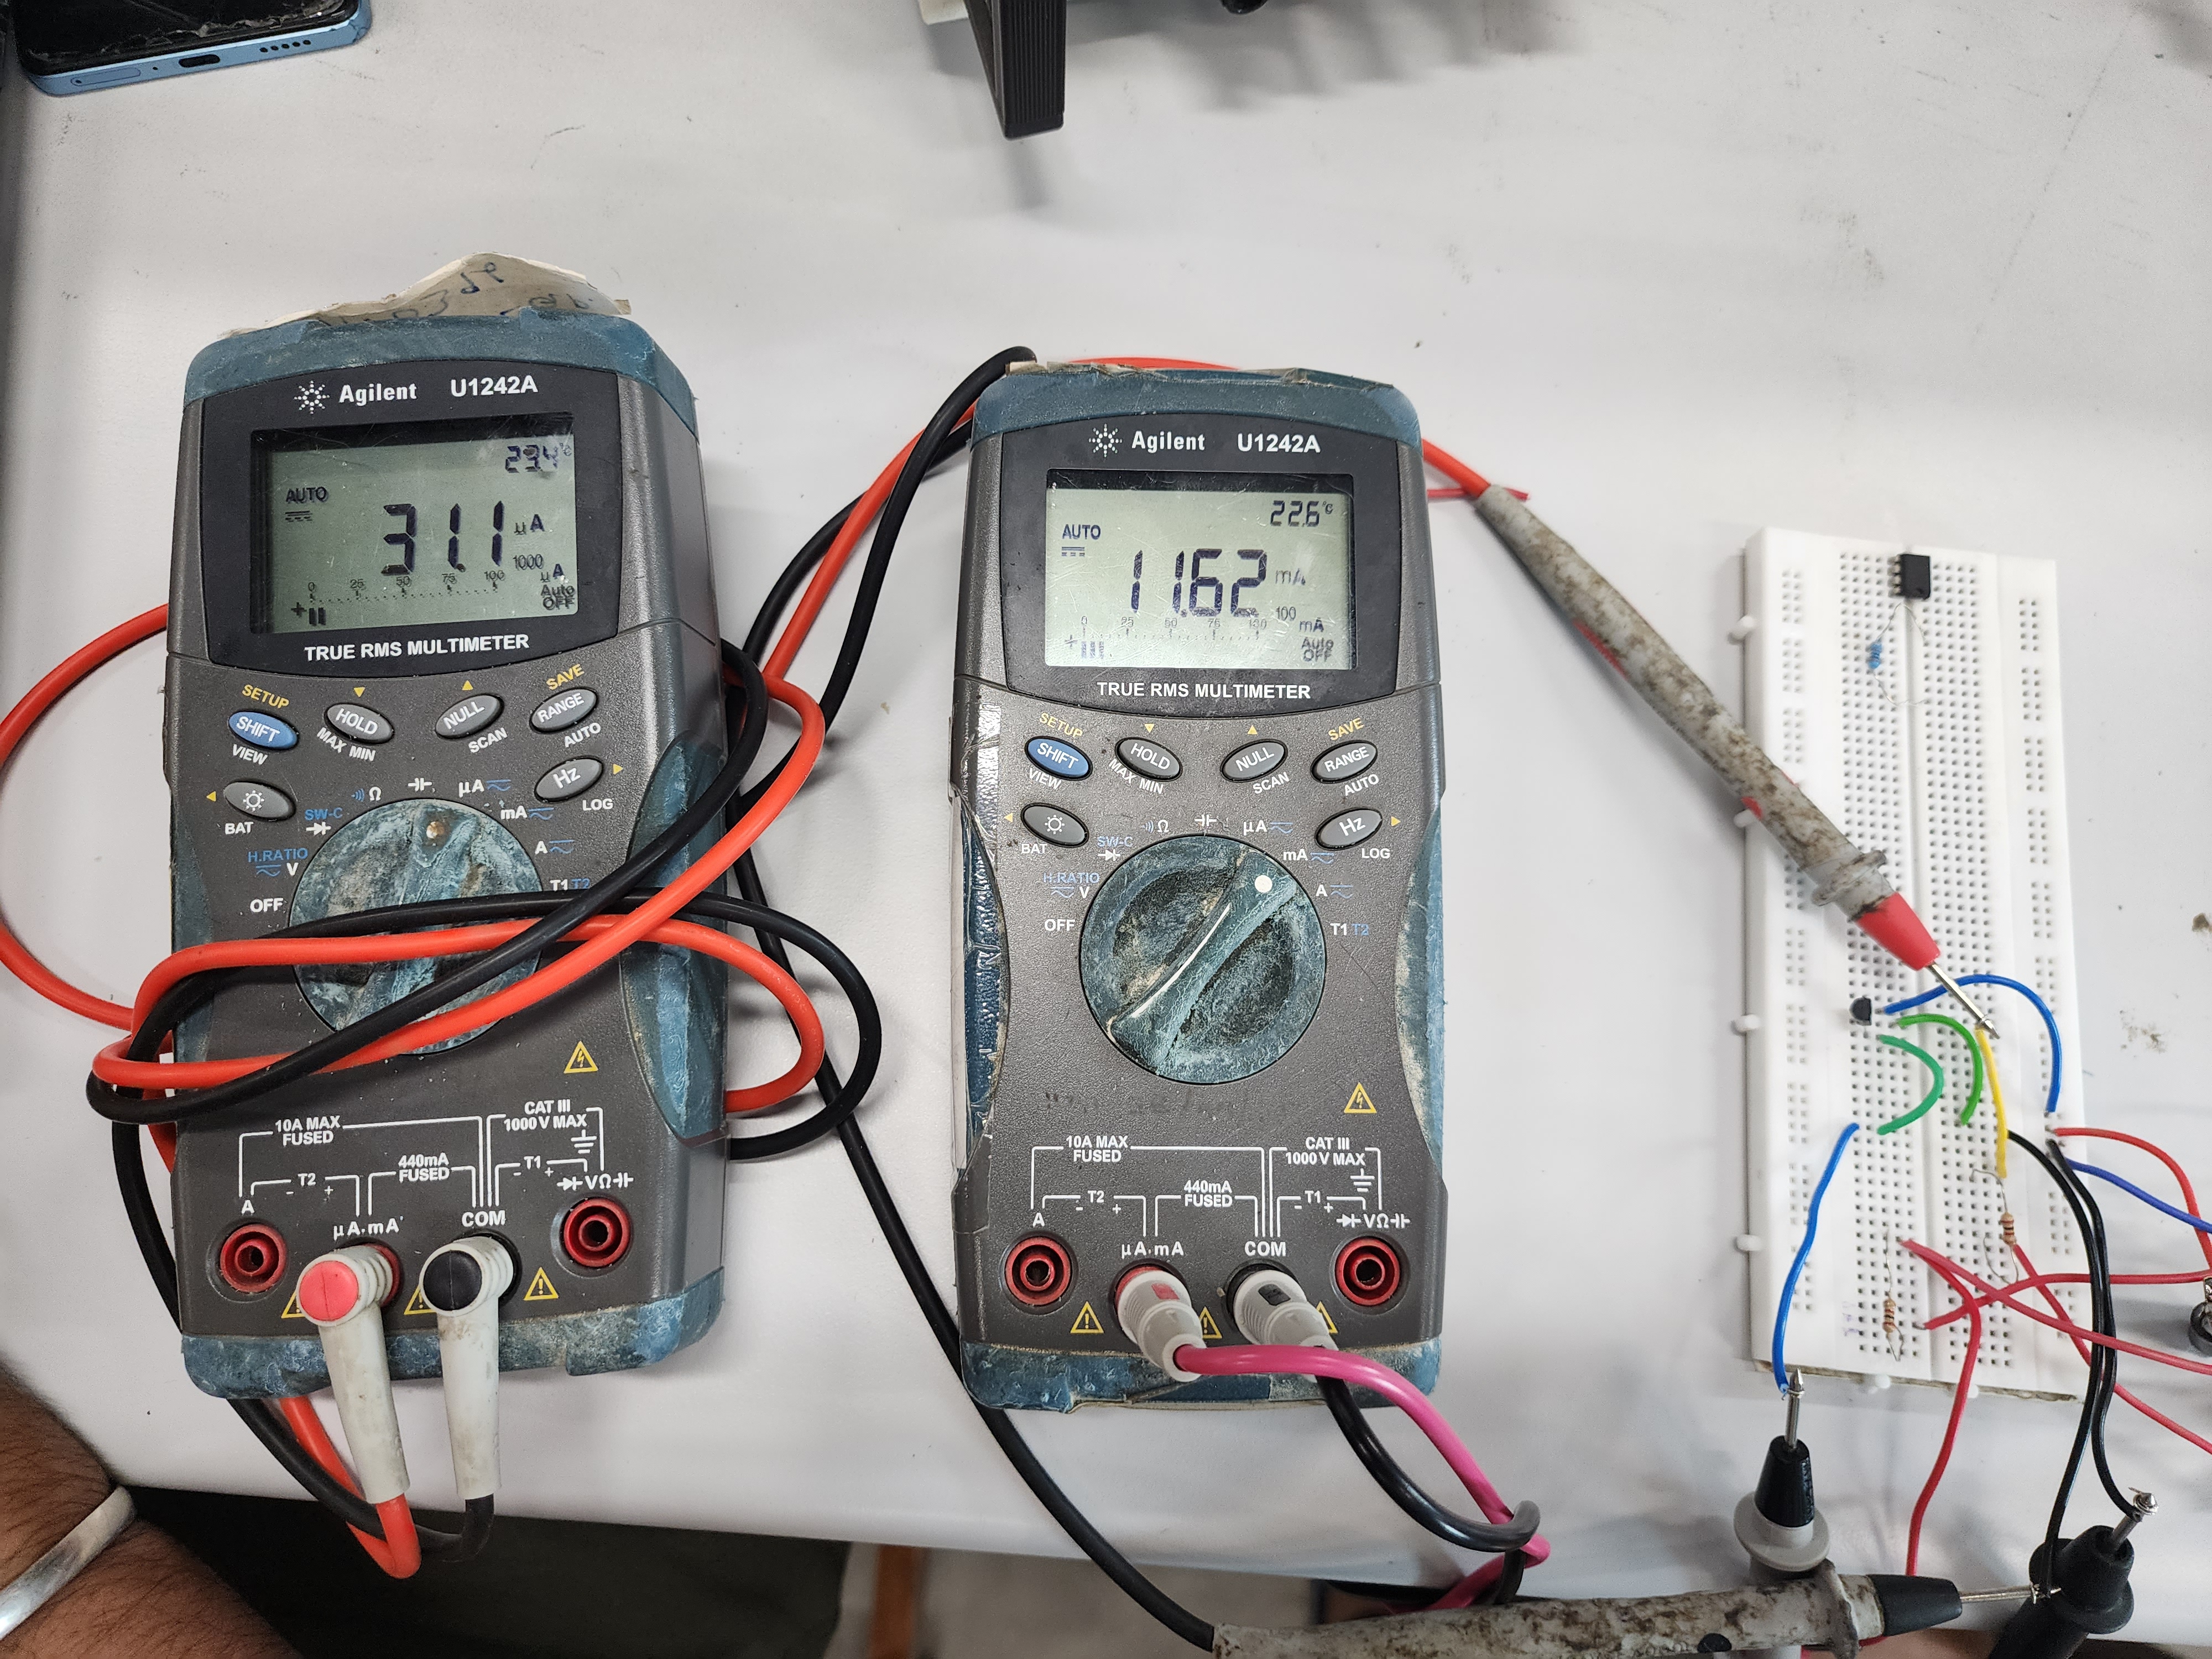 Agilent U1242A
23.4°C
AUTO
31.1 µA
1000 µA
0 25 50 75 100
Auto OFF
TRUE RMS MULTIMETER
SETUP
SAVE
SHIFT
HOLD
NULL
RANGE
VIEW
MAX MIN
SCAN
AUTO
Hz
LOG
BAT
SW-C
Ω
µA
mA
H.RATIO
V
A
OFF
T1 T2
10A MAX FUSED
CAT III 1000V MAX
440mA FUSED
T2
T1
- +
- +
A
µA.mA
COM
VΩ
Agilent U1242A
22.6°C
AUTO
11.62 mA
100 mA
0 25 50 75 100
Auto OFF
TRUE RMS MULTIMETER
SETUP
SAVE
SHIFT
HOLD
NULL
RANGE
VIEW
MAX MIN
SCAN
AUTO
Hz
LOG
BAT
SW-C
Ω
µA
mA
H.RATIO
V
A
OFF
T1 T2
10A MAX FUSED
CAT III 1000V MAX
440mA FUSED
T2
T1
- +
- +
A
µA.mA
COM
VΩ